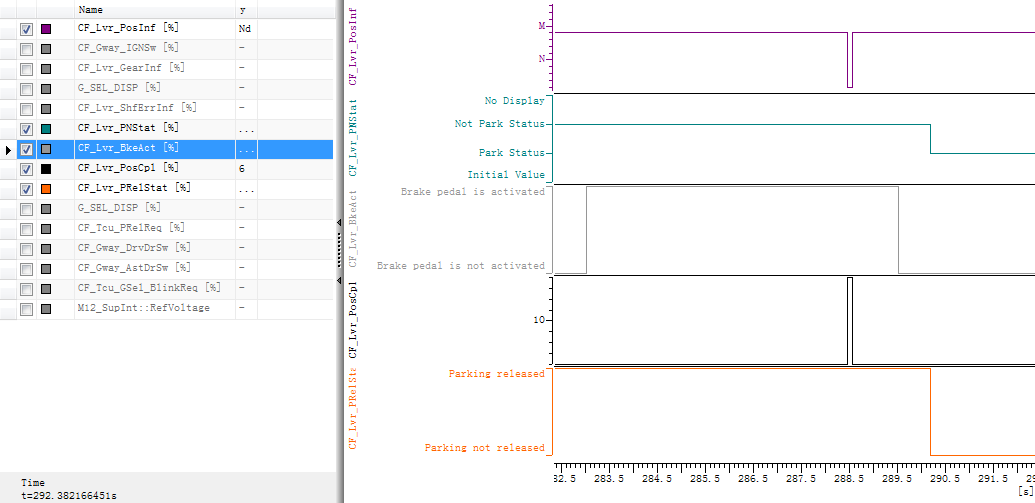 Name y
CF_Lvr_PosInf [%] Nd
CF_Gway_IGNSw [%] -
CF_Lvr_GearInf [%] -
G_SEL_DISP [%] -
CF_Lvr_ShfErrInf [%] -
CF_Lvr_PNStat [%] ...
CF_Lvr_BkeAct [%] ...
CF_Lvr_PosCpl [%] 6
CF_Lvr_PRelStat [%] ...
G_SEL_DISP [%] -
CF_Tcu_PRelReq [%] -
CF_Gway_DrvDrSw [%] -
CF_Gway_AstDrSw [%] -
CF_Tcu_GSel_BlinkReq [%] -
M12_SupInt::RefVoltage -
Time
t=292.382166451s
CF_Lvr_PosInf
M
N
CF_Lvr_PNStat
No Display
Not Park Status
Park Status
Initial Value
CF_Lvr_BkeAct
Brake pedal is activated
Brake pedal is not activated
CF_Lvr_PosCpl
10
CF_Lvr_PRelSta
Parking released
Parking not released
32.5 283.5 284.5 285.5 286.5 287.5 288.5 289.5 290.5 291.5 29
[s]